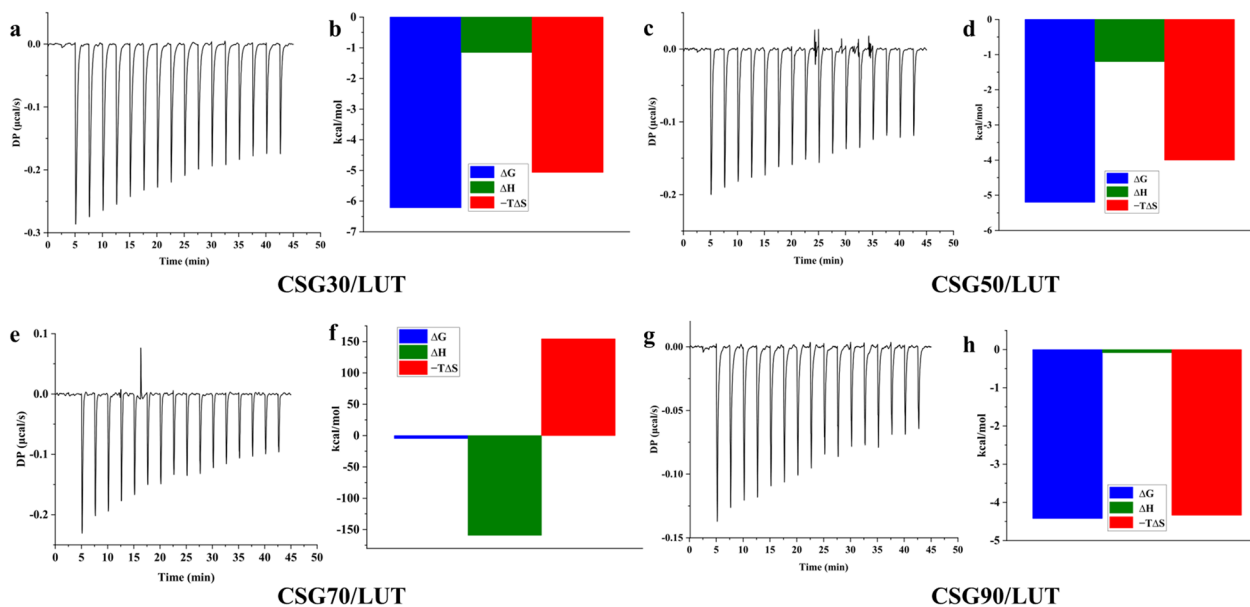 a
0.0
-0.1
-0.2
-0.3
DP (μcal/s)
0 5 10 15 20 25 30 35 40 45 50
Time (min)
b
0
-1
-2
-3
-4
-5
-6
-7
kcal/mol
ΔG
ΔH
−TΔS
CSG30/LUT
c
0.0
-0.1
-0.2
DP (μcal/s)
0 5 10 15 20 25 30 35 40 45 50
Time (min)
d
0
-1
-2
-3
-4
-5
-6
kcal/mol
ΔG
ΔH
−TΔS
CSG50/LUT
e
0.1
0.0
-0.1
-0.2
DP (μcal/s)
0 5 10 15 20 25 30 35 40 45 50
Time (min)
f
150
125
100
75
50
25
0
-25
-50
-75
-100
-125
-150
kcal/mol
ΔG
ΔH
−TΔS
CSG70/LUT
g
0.00
-0.05
-0.10
-0.15
DP (μcal/s)
0 5 10 15 20 25 30 35 40 45 50
Time (min)
h
0
-1
-2
-3
-4
-5
kcal/mol
ΔG
ΔH
−TΔS
CSG90/LUT